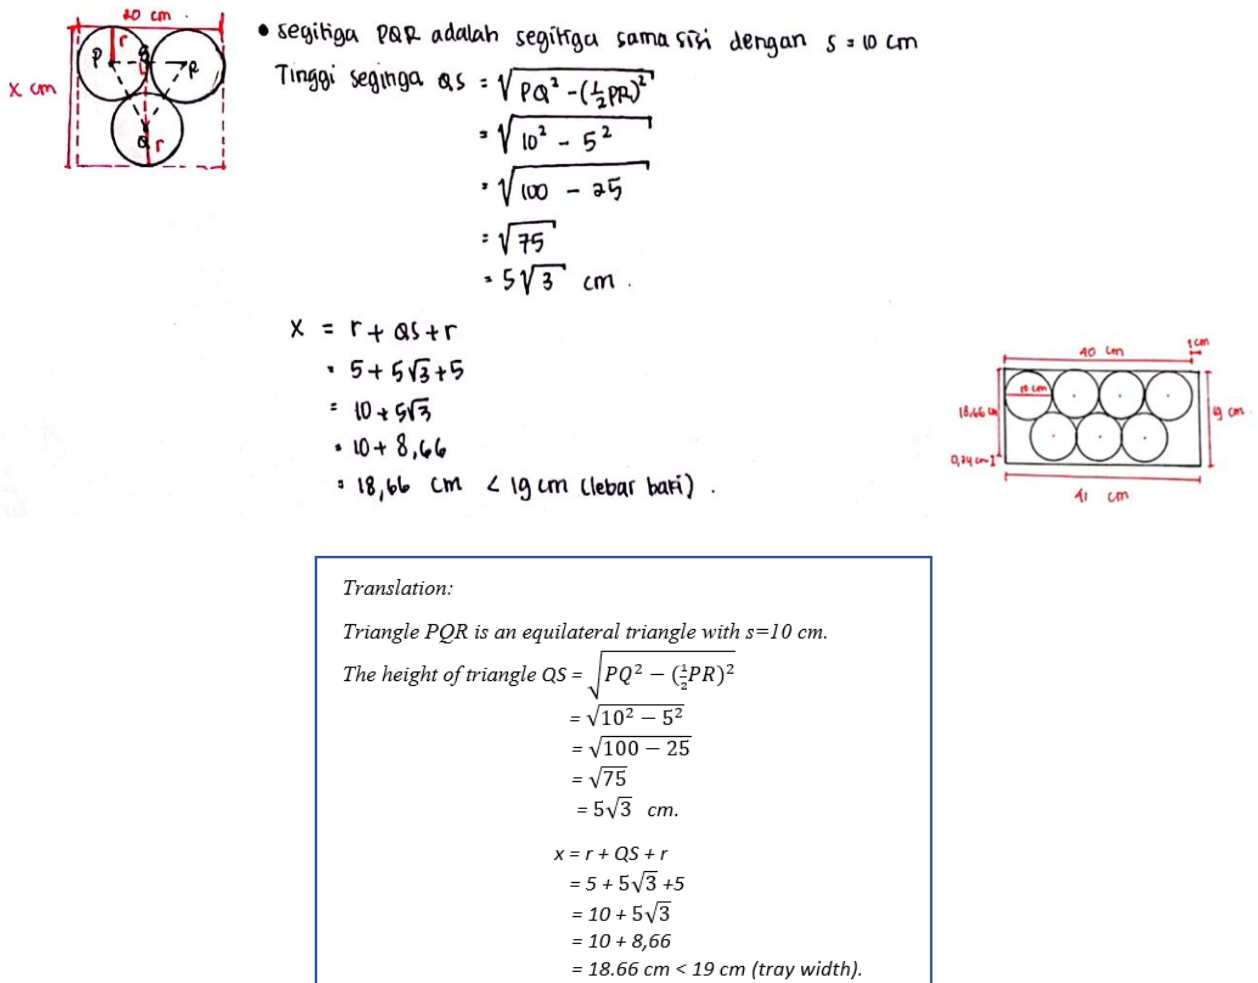 20 cm
x cm
r
P
S
R
Q
r
• segitiga PQR adalah segitiga sama sisi dengan s = 10 cm
Tinggi seginga QS = √PQ² - (½PR)²
= √10² - 5²
= √100 - 25
= √75
= 5√3 cm.
x = r + QS + r
= 5 + 5√3 + 5
= 10 + 5√3
= 10 + 8,66
= 18,66 cm < 19 cm (lebar baki).
40 cm
1 cm
10 cm
18,66 cm
19 cm
0,34 cm
41 cm
Translation:
Triangle PQR is an equilateral triangle with s=10 cm.
The height of triangle QS = √PQ² − (½PR)²
= √10² − 5²
= √100 − 25
= √75
= 5√3 cm.
x = r + QS + r
= 5 + 5√3 +5
= 10 + 5√3
= 10 + 8,66
= 18.66 cm < 19 cm (tray width).